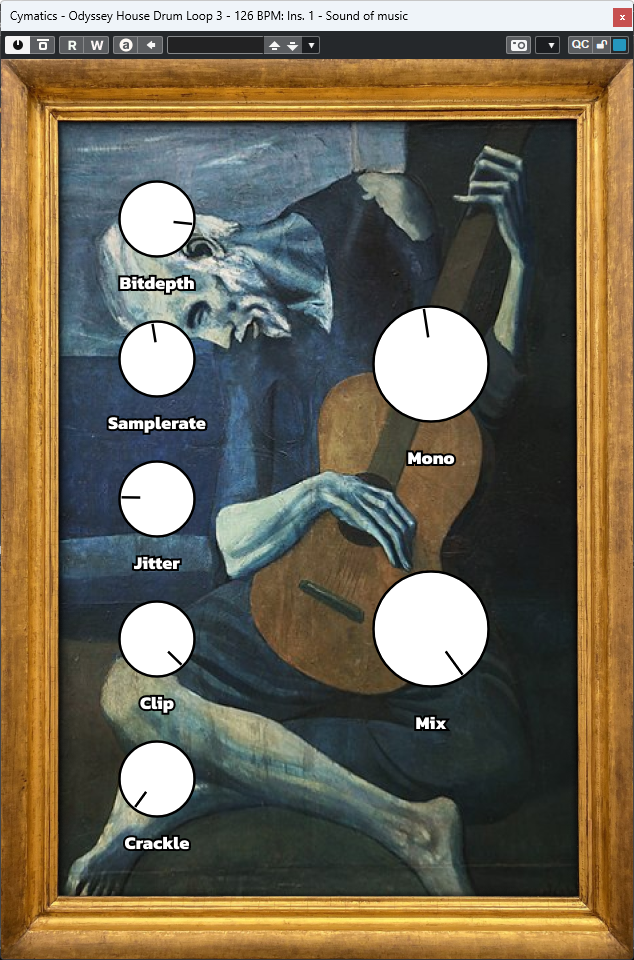 Cymatics - Odyssey House Drum Loop 3 - 126 BPM: Ins. 1 - Sound of music
x
R W a QC
Bitdepth
Samplerate
Mono
Jitter
Clip
Mix
Crackle